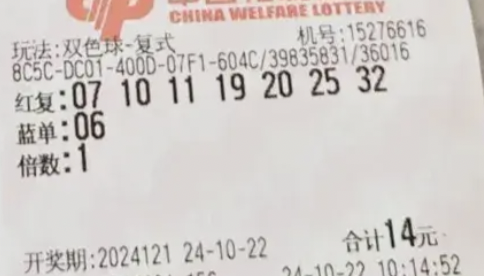 CHINA WELFARE LOTTERY
玩法:双色球-复式 机号:15276616
8C5C-DC01-400D-07F1-604C/39835831/36016
红复:07 10 11 19 20 25 32
蓝单:06
倍数:1
合计14元
开奖期:2024121 24-10-22
24-10-22 10:14:52